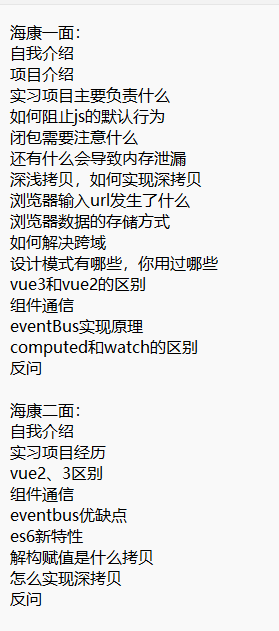 海康一面：
自我介绍
项目介绍
实习项目主要负责什么
如何阻止js的默认行为
闭包需要注意什么
还有什么会导致内存泄漏
深浅拷贝，如何实现深拷贝
浏览器输入url发生了什么
浏览器数据的存储方式
如何解决跨域
设计模式有哪些，你用过哪些
vue3和vue2的区别
组件通信
eventBus实现原理
computed和watch的区别
反问
海康二面：
自我介绍
实习项目经历
vue2、3区别
组件通信
eventbus优缺点
es6新特性
解构赋值是什么拷贝
怎么实现深拷贝
反问